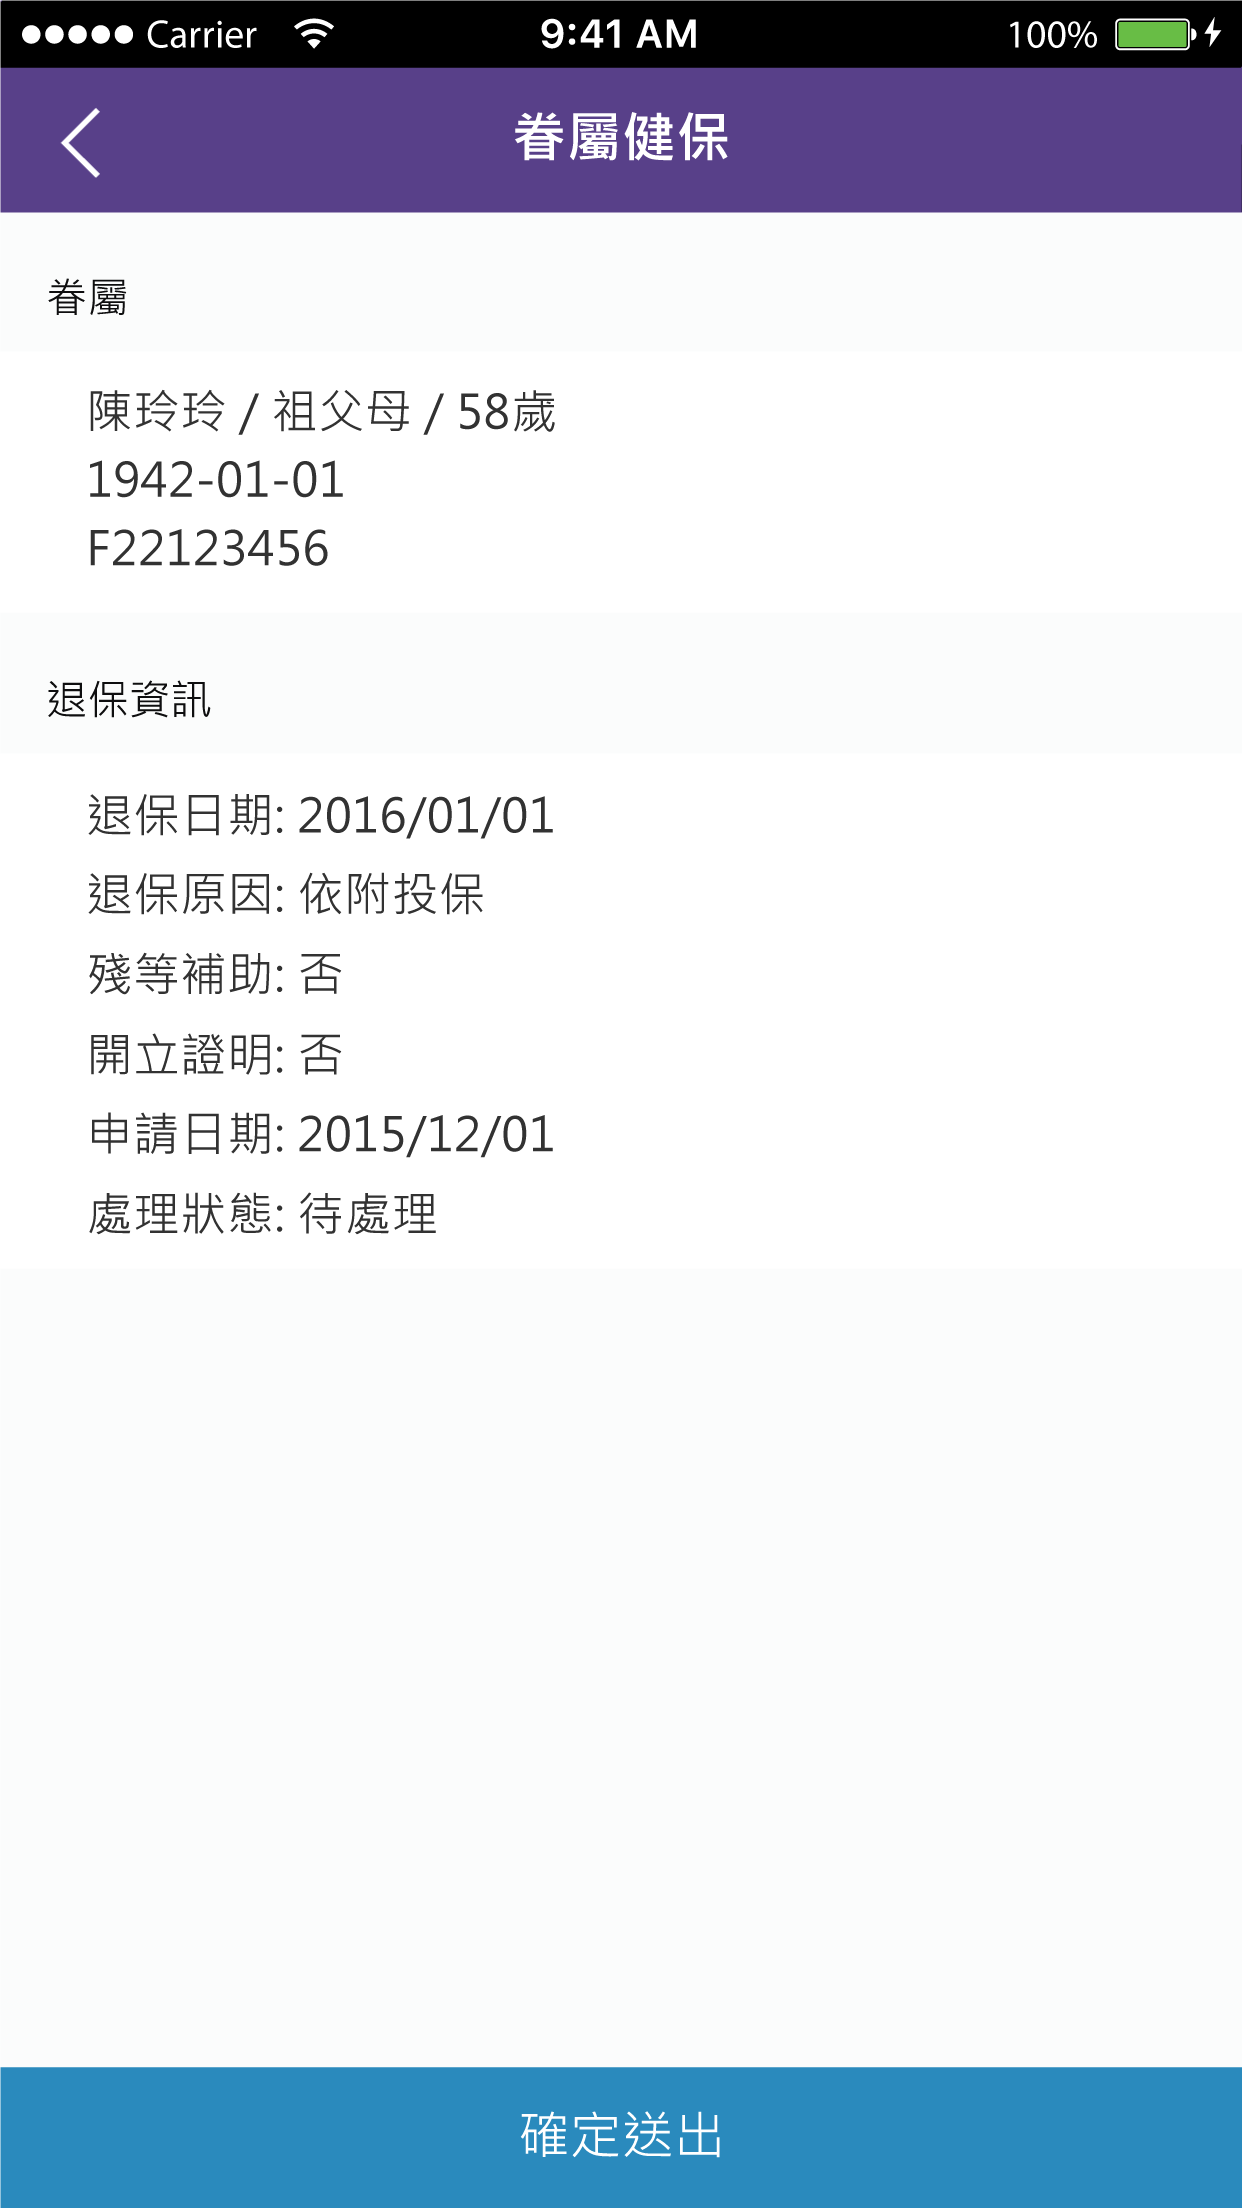 Carrier 9:41 AM 100%
眷屬健保
眷屬
陳玲玲 / 祖父母 / 58歲
1942-01-01
F22123456
退保資訊
退保日期: 2016/01/01
退保原因: 依附投保
殘等補助: 否
開立證明: 否
申請日期: 2015/12/01
處理狀態: 待處理
確定送出